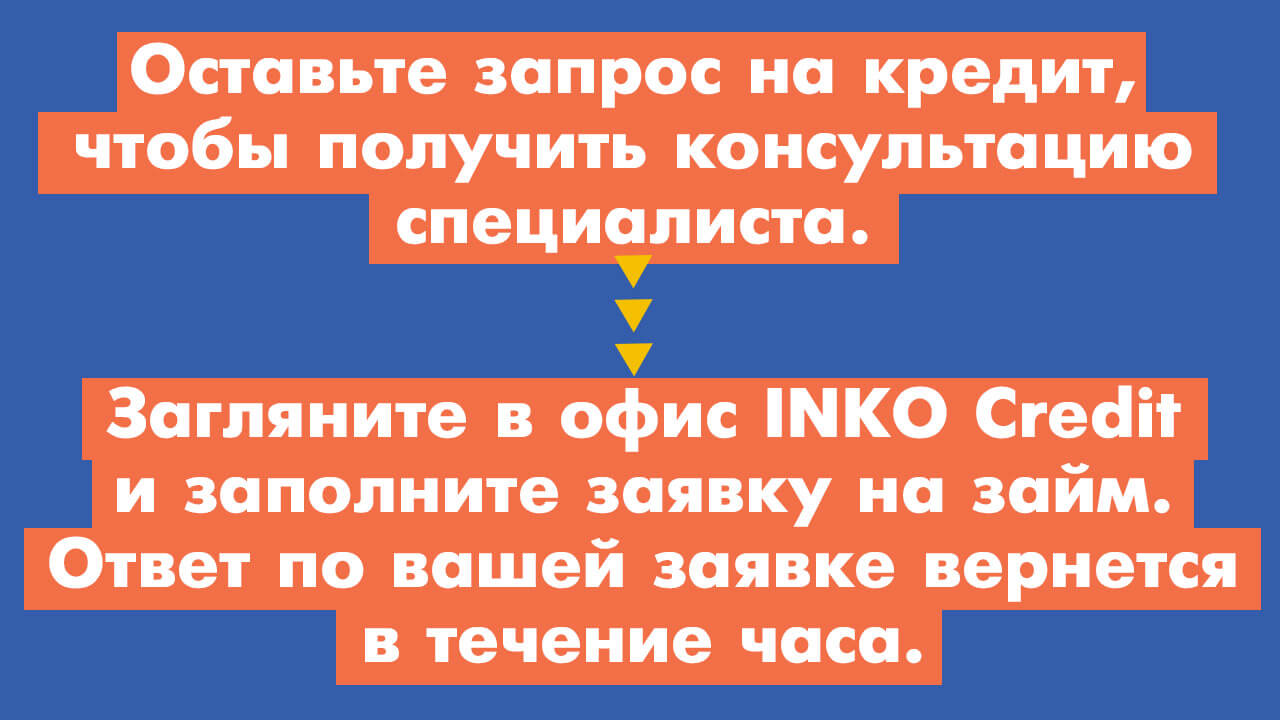 Оставьте запрос на кредит,
чтобы получить консультацию
специалиста.
Загляните в офис INKO Credit
и заполните заявку на займ.
Ответ по вашей заявке вернется
в течение часа.